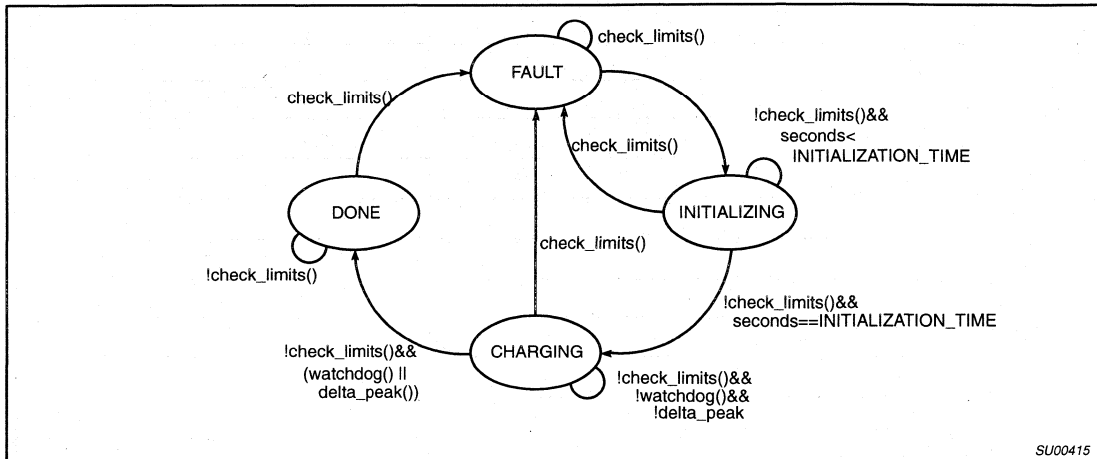 check_limits()
FAULT
check_limits()
!check_limits()&&
seconds<
INITIALIZATION_TIME
check_limits()
DONE
INITIALIZING
check_limits()
!check_limits()
!check_limits()&&
seconds==INITIALIZATION_TIME
CHARGING
!check_limits()&&
(watchdog() ||
delta_peak())
!check_limits()&&
!watchdog()&&
!delta_peak
SU00415